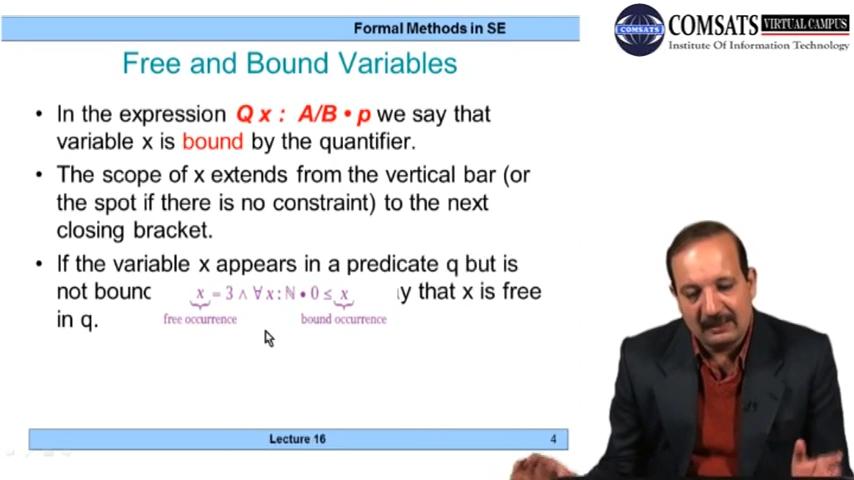 Formal Methods in SE
COMSATS VIRTUAL CAMPUS
COMSATS
Institute Of Information Technology
Free and Bound Variables
• In the expression Q x : A/B • p we say that
variable x is bound by the quantifier.
• The scope of x extends from the vertical bar (or
the spot if there is no constraint) to the next
closing bracket.
• If the variable x appears in a predicate q but is
not bound x = 3 ∧ ∀ x : ℕ • 0 ≤ x y that x is free
free occurrence bound occurrence
in q.
Lecture 16
4